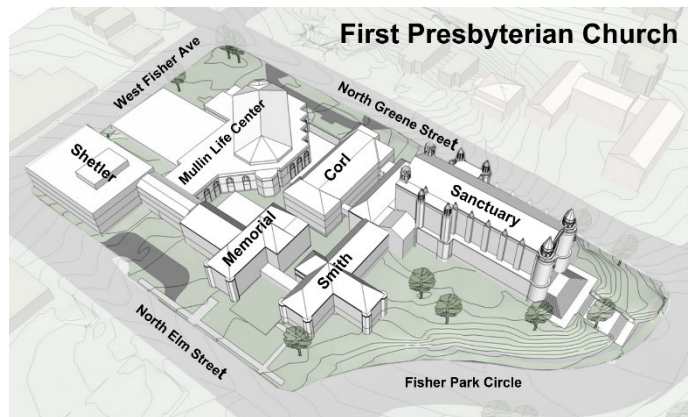 First Presbyterian Church
West Fisher Ave
North Greene Street
Shetler
Mullin Life Center
Corl
Sanctuary
Memorial
Smith
North Elm Street
Fisher Park Circle